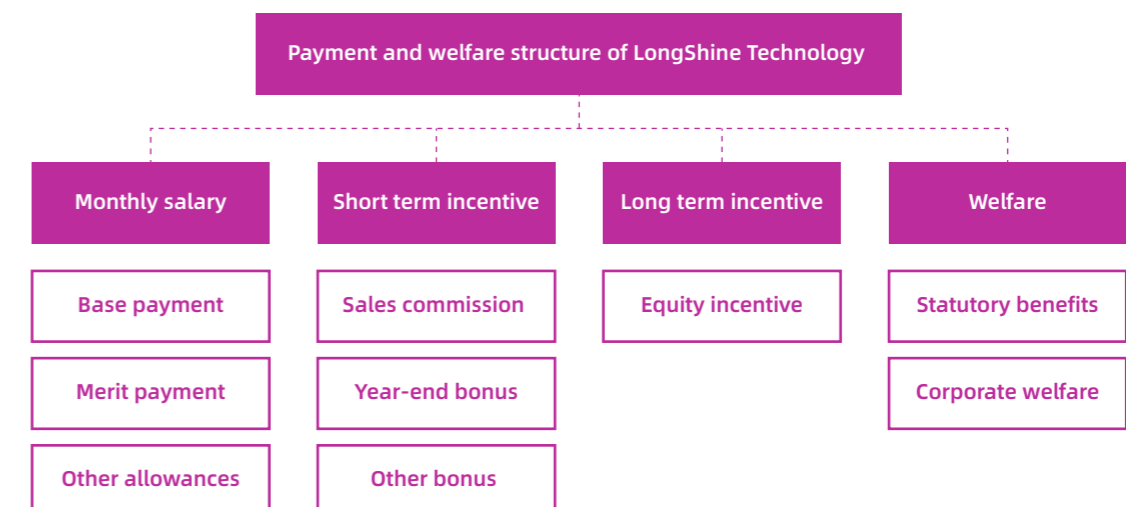 Payment and welfare structure of LongShine Technology
Monthly salary
Short term incentive
Long term incentive
Welfare
Base payment
Sales commission
Equity incentive
Statutory benefits
Merit payment
Year-end bonus
Corporate welfare
Other allowances
Other bonus